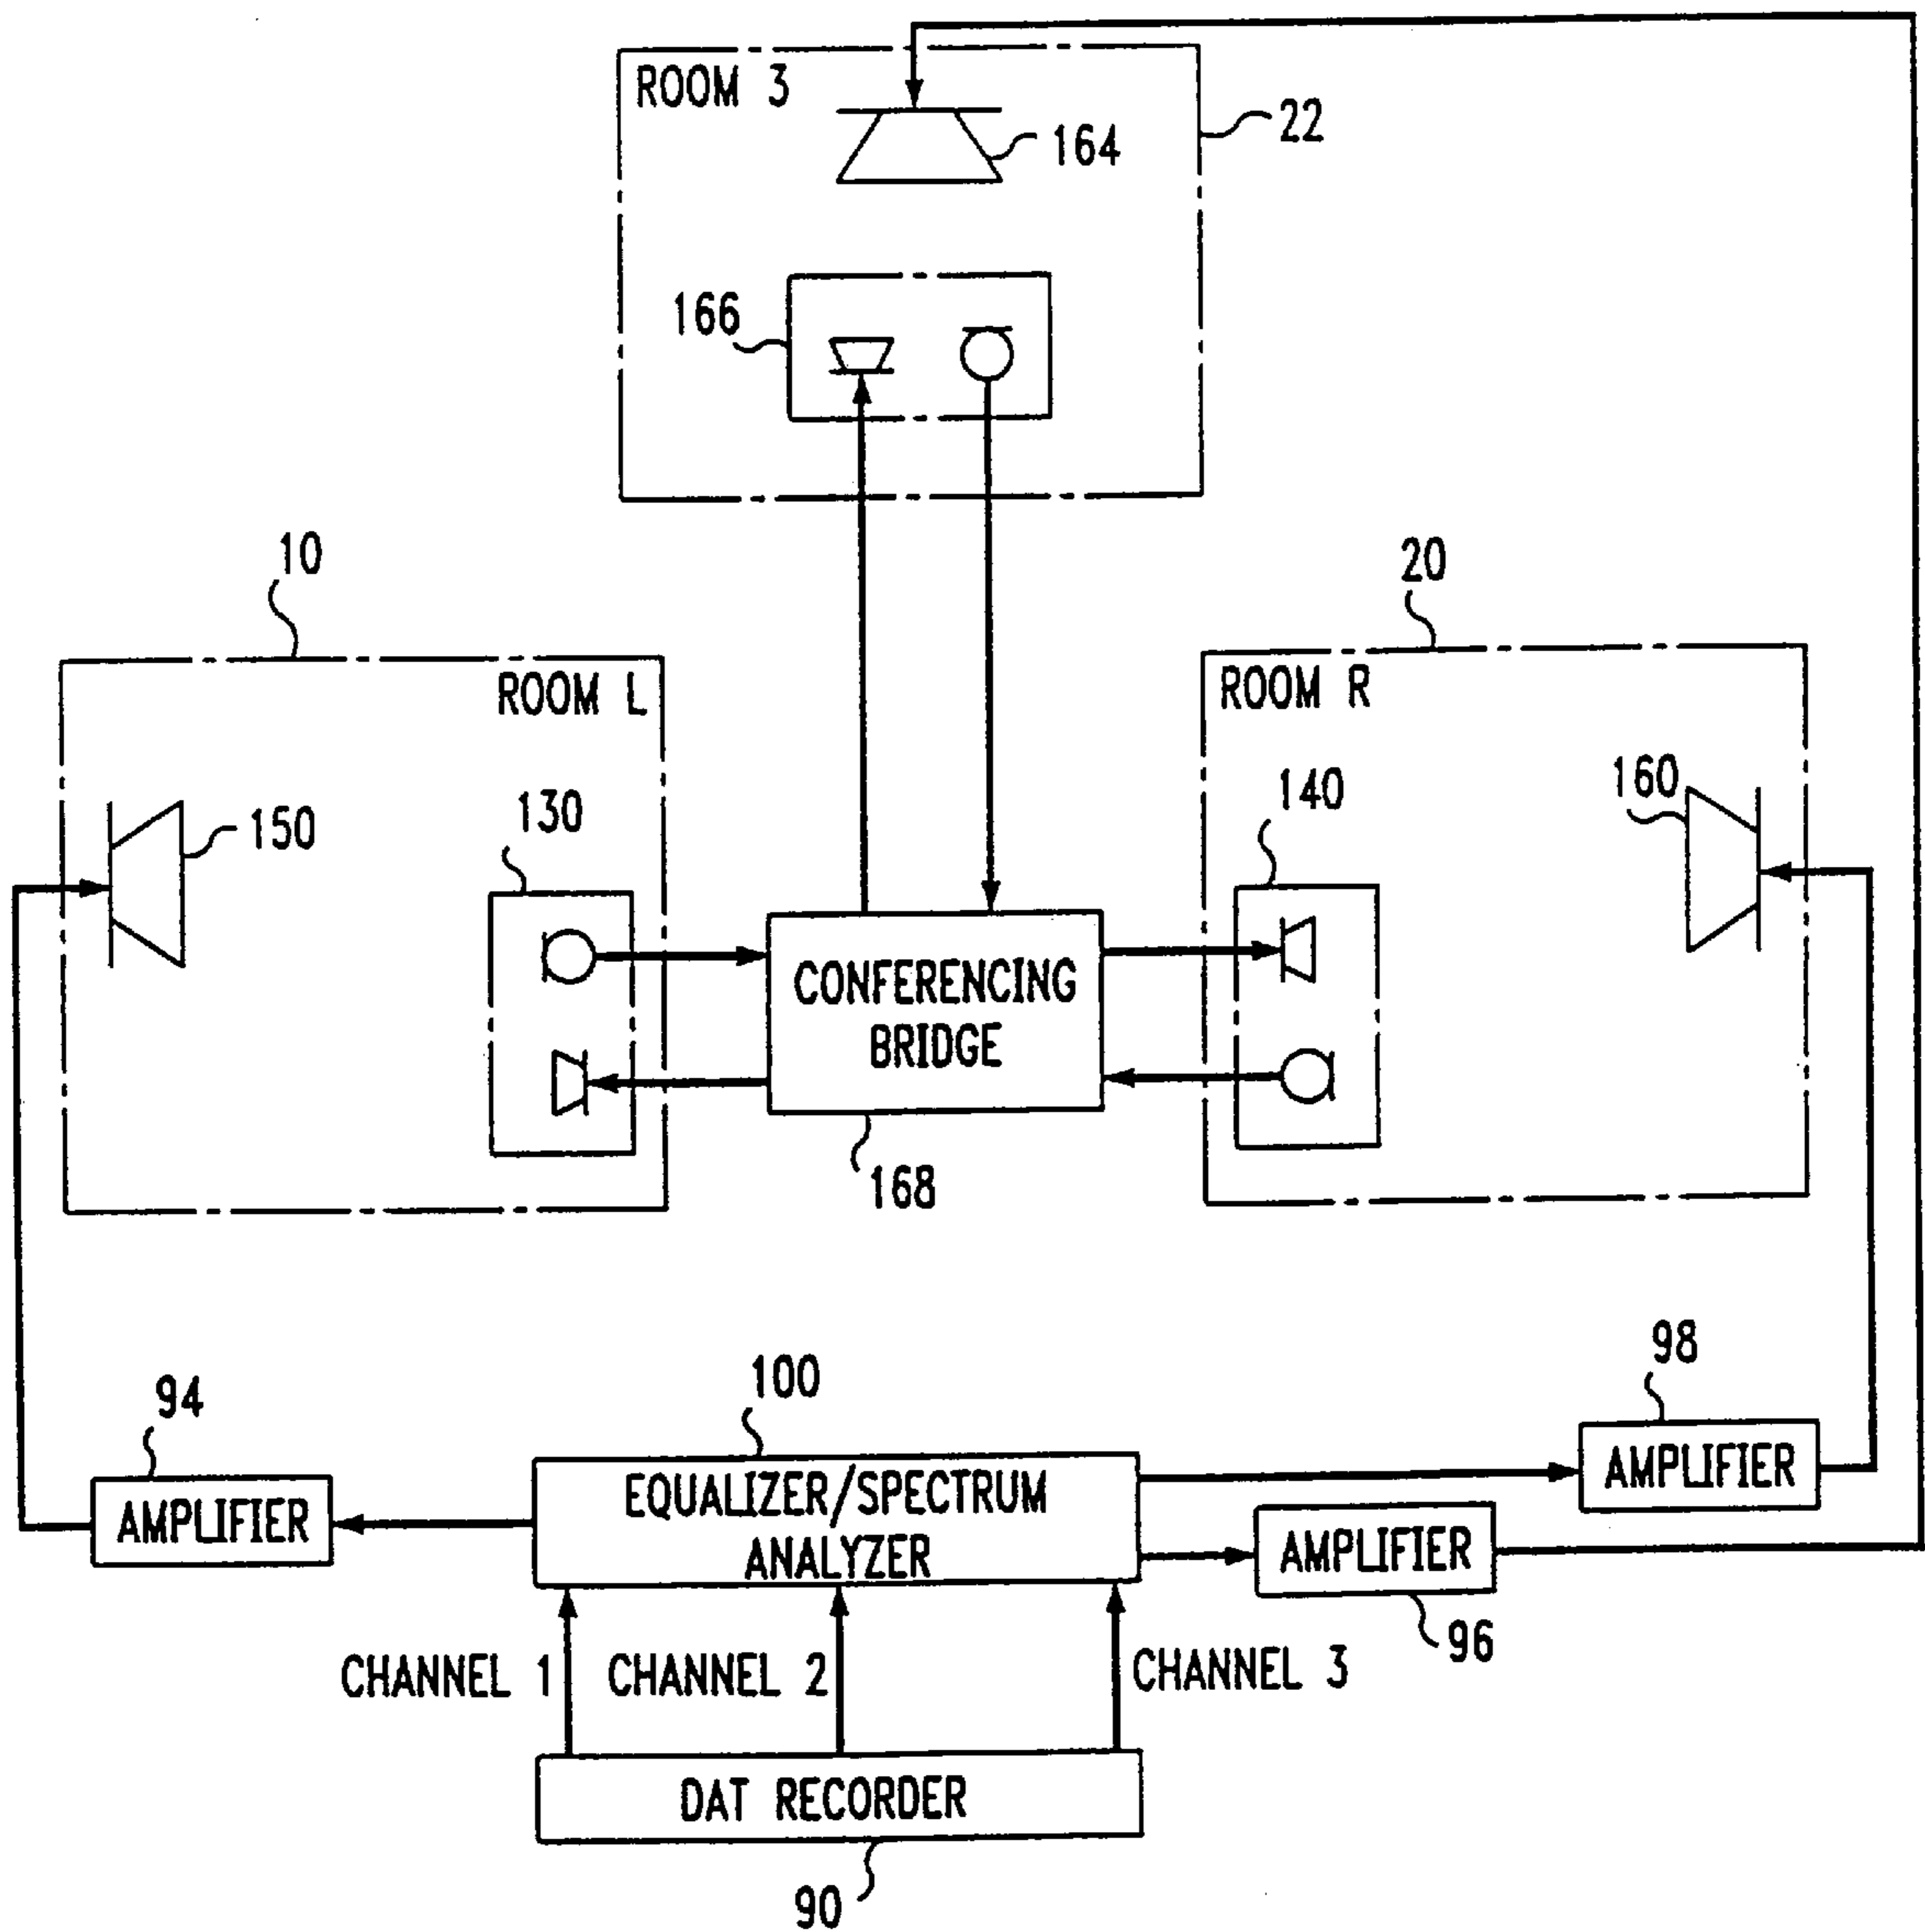 ROOM 3
22
164
166
10
20
ROOM L
ROOM R
150
130
140
160
CONFERENCING
BRIDGE
168
94
100
98
AMPLIFIER
EQUALIZER/SPECTRUM
ANALYZER
AMPLIFIER
AMPLIFIER
96
CHANNEL 1
CHANNEL 2
CHANNEL 3
DAT RECORDER
90